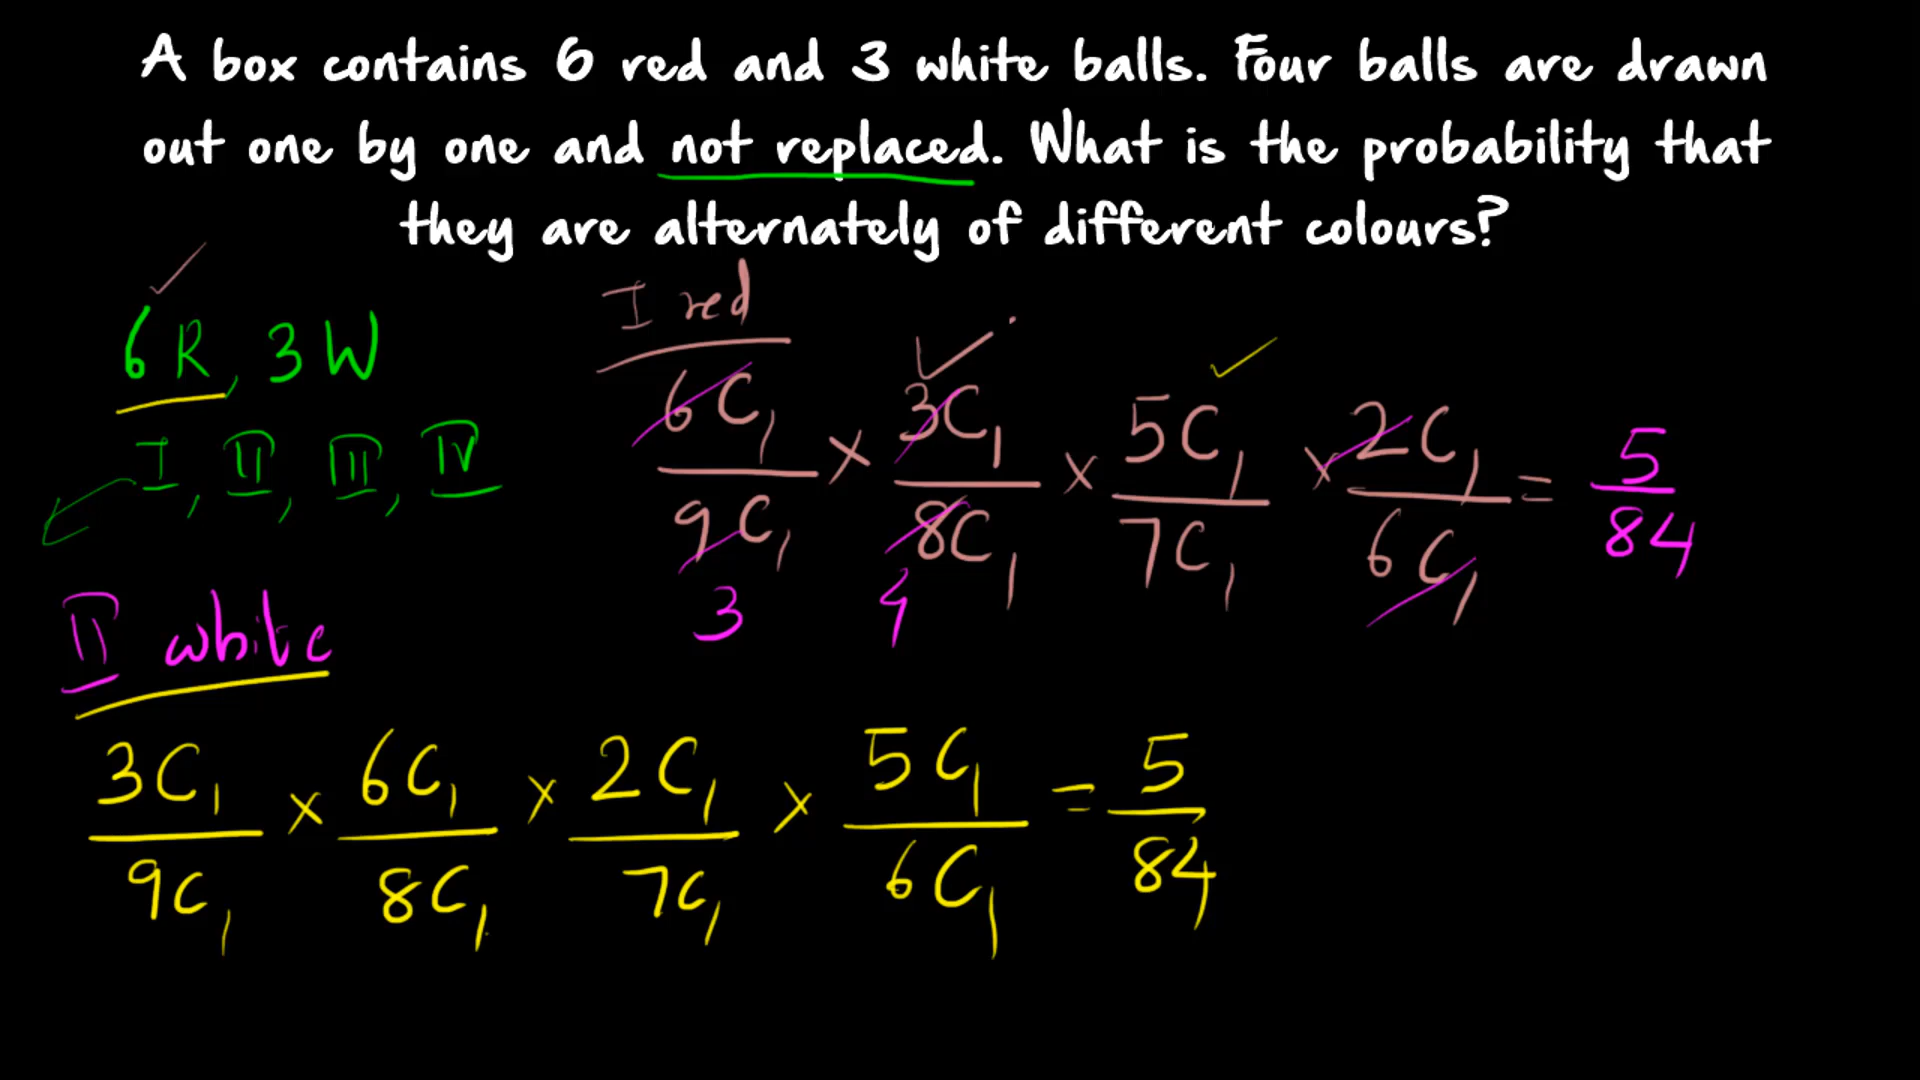 A box contains 6 red and 3 white balls. Four balls are drawn
out one by one and not replaced. What is the probability that
they are alternately of different colours?
6R, 3W
I, II, III, IV
I red
6C₁/9C₁ × 3C₁/8C₁ × 5C₁/7C₁ × 2C₁/6C₁ = 5/84
3 4
II white
3C₁/9C₁ × 6C₁/8C₁ × 2C₁/7C₁ × 5C₁/6C₁ = 5/84